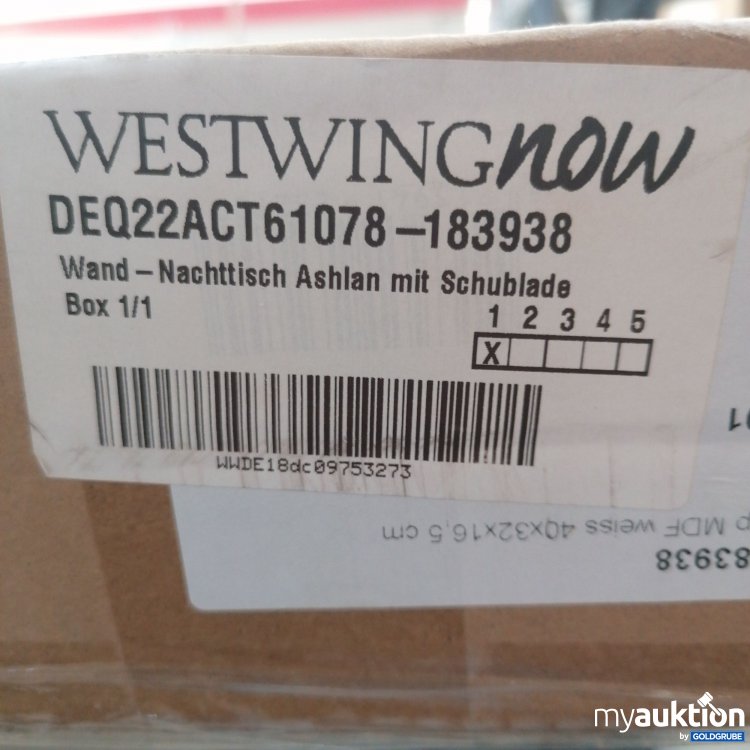 WESTWINGNOW
DEQ22ACT61078-183938
Wand - Nachttisch Ashlan mit Schublade
Box 1/1
1 2 3 4 5
X
WWDE18dc09753273
MDF weiss 40x32x16,5 cm
83938
myauktion
by GOLDGRUBE